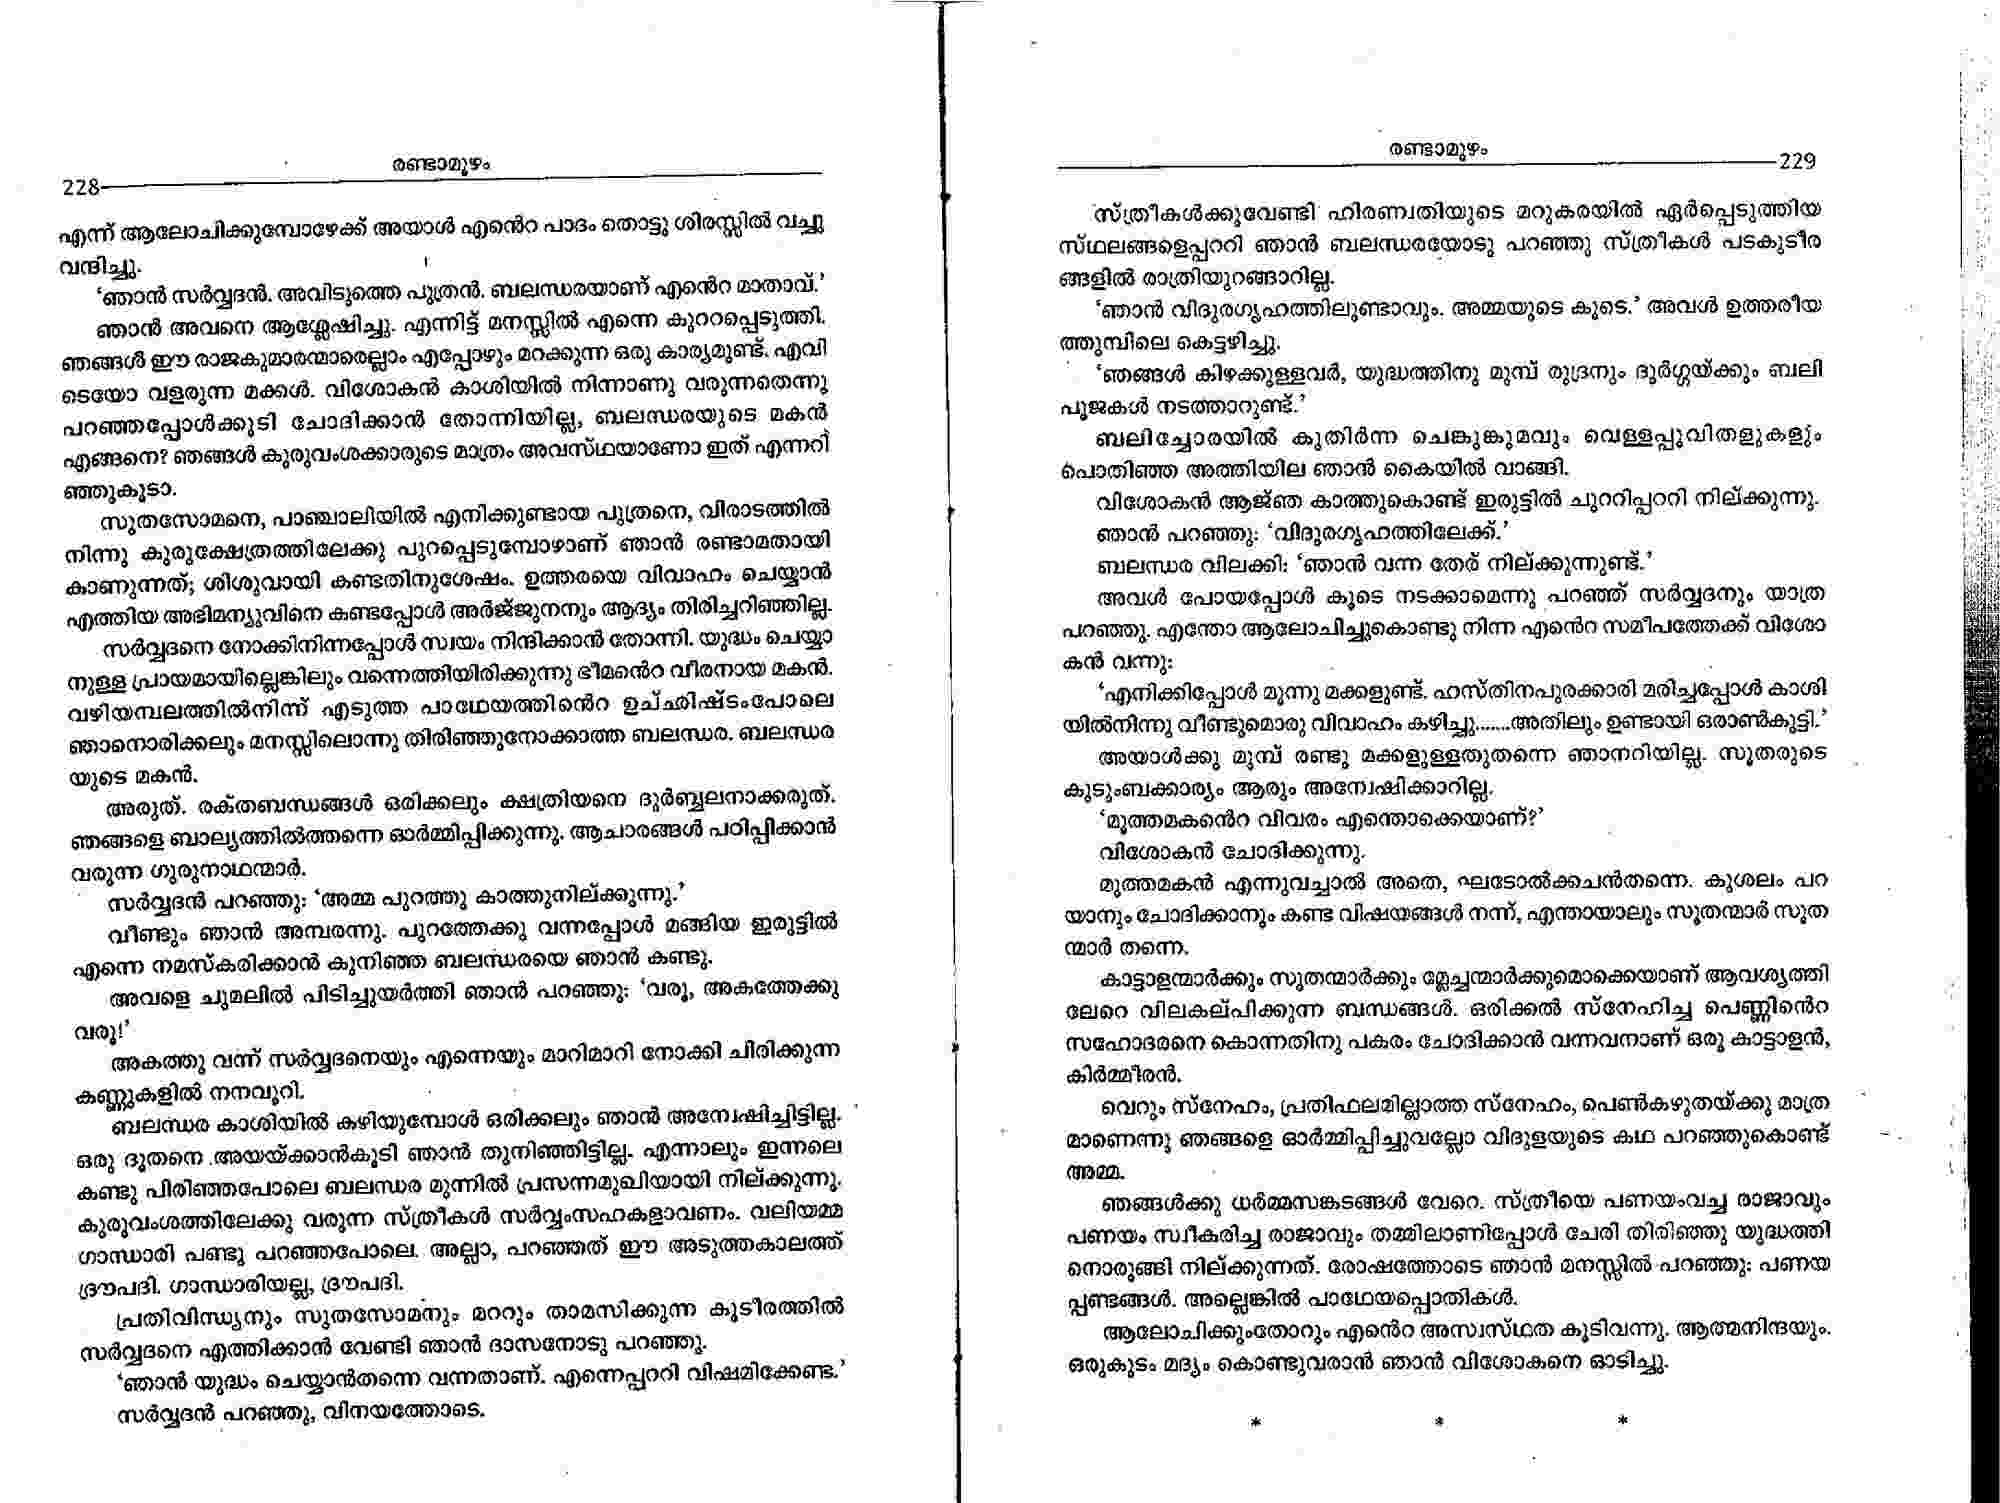 രണ്ടാമൂഴം
228
എന്ന് ആലോചിക്കുമ്പോഴേക്ക് അയാൾ എന്റെ പാദം തൊട്ടു ശിരസ്സിൽ വച്ചു
വന്ദിച്ചു.
‘ഞാൻ സർവ്വദൻ. അവിടുത്തെ പുത്രൻ. ബലന്ധരയാണ് എന്റെ മാതാവ്.’
ഞാൻ അവനെ ആശ്ലേഷിച്ചു. എന്നിട്ട് മനസ്സിൽ എന്നെ കുററപ്പെടുത്തി.
ഞങ്ങൾ ഈ രാജകുമാരന്മാരെല്ലാം എപ്പോഴും മറക്കുന്ന ഒരു കാര്യമുണ്ട്. എവി
ടെയോ വളരുന്ന മക്കൾ. വിശോകൻ കാശിയിൽ നിന്നാണു വരുന്നതെന്നു
പറഞ്ഞപ്പോൾക്കൂടി ചോദിക്കാൻ തോന്നിയില്ല, ബലന്ധരയുടെ മകൻ
എങ്ങനെ? ഞങ്ങൾ കുരുവംശക്കാരുടെ മാത്രം അവസ്ഥയാണോ ഇത് എന്നറി
ഞ്ഞുകൂടാ.
സുതസോമനെ, പാഞ്ചാലിയിൽ എനിക്കുണ്ടായ പുത്രനെ, വിരാടത്തിൽ
നിന്നു കുരുക്ഷേത്രത്തിലേക്കു പുറപ്പെടുമ്പോഴാണ് ഞാൻ രണ്ടാമതായി
കാണുന്നത്; ശിശുവായി കണ്ടതിനുശേഷം. ഉത്തരയെ വിവാഹം ചെയ്യാൻ
എത്തിയ അഭിമന്യുവിനെ കണ്ടപ്പോൾ അർജ്ജുനനും ആദ്യം തിരിച്ചറിഞ്ഞില്ല.
സർവ്വദനെ നോക്കിനിന്നപ്പോൾ സ്വയം നിന്ദിക്കാൻ തോന്നി. യുദ്ധം ചെയ്യാ
നുള്ള പ്രായമായില്ലെങ്കിലും വന്നെത്തിയിരിക്കുന്നു ഭീമന്റെ വീരനായ മകൻ.
വഴിയമ്പലത്തിൽനിന്ന് എടുത്ത പാഥേയത്തിന്റെ ഉച്ഛിഷ്ടംപോലെ
ഞാനൊരിക്കലും മനസ്സിലൊന്നു തിരിഞ്ഞുനോക്കാത്ത ബലന്ധര. ബലന്ധര
യുടെ മകൻ.
അരുത്. രക്തബന്ധങ്ങൾ ഒരിക്കലും ക്ഷത്രിയനെ ദുർബ്ബലനാക്കരുത്.
ഞങ്ങളെ ബാല്യത്തിൽത്തന്നെ ഓർമ്മിപ്പിക്കുന്നു. ആചാരങ്ങൾ പഠിപ്പിക്കാൻ
വരുന്ന ഗുരുനാഥന്മാർ.
സർവ്വദൻ പറഞ്ഞു: ‘അമ്മ പുറത്തു കാത്തുനില്ക്കുന്നു.’
വീണ്ടും ഞാൻ അമ്പരന്നു. പുറത്തേക്കു വന്നപ്പോൾ മങ്ങിയ ഇരുട്ടിൽ
എന്നെ നമസ്കരിക്കാൻ കുനിഞ്ഞ ബലന്ധരയെ ഞാൻ കണ്ടു.
അവളെ ചുമലിൽ പിടിച്ചുയർത്തി ഞാൻ പറഞ്ഞു: ‘വരൂ, അകത്തേക്കു
വരൂ!’
അകത്തു വന്ന് സർവ്വദനെയും എന്നെയും മാറിമാറി നോക്കി ചിരിക്കുന്ന
കണ്ണുകളിൽ നനവൂറി.
ബലന്ധര കാശിയിൽ കഴിയുമ്പോൾ ഒരിക്കലും ഞാൻ അന്വേഷിച്ചിട്ടില്ല.
ഒരു ദൂതനെ അയയ്ക്കാൻകൂടി ഞാൻ തുനിഞ്ഞിട്ടില്ല. എന്നാലും ഇന്നലെ
കണ്ടു പിരിഞ്ഞപോലെ ബലന്ധര മുന്നിൽ പ്രസന്നമുഖിയായി നില്ക്കുന്നു.
കുരുവംശത്തിലേക്കു വരുന്ന സ്ത്രീകൾ സർവ്വംസഹകളാവണം. വലിയമ്മ
ഗാന്ധാരി പണ്ടു പറഞ്ഞപോലെ. അല്ലാ, പറഞ്ഞത് ഈ അടുത്തകാലത്ത്
ദ്രൗപദി. ഗാന്ധാരിയല്ല, ദ്രൗപദി.
പ്രതിവിന്ധ്യനും സുതസോമനും മററും താമസിക്കുന്ന കുടീരത്തിൽ
സർവ്വദനെ എത്തിക്കാൻ വേണ്ടി ഞാൻ ദാസനോടു പറഞ്ഞു.
‘ഞാൻ യുദ്ധം ചെയ്യാൻതന്നെ വന്നതാണ്. എന്നെപ്പററി വിഷമിക്കേണ്ട.’
സർവ്വദൻ പറഞ്ഞു, വിനയത്തോടെ.
രണ്ടാമൂഴം
229
സ്ത്രീകൾക്കുവേണ്ടി ഹിരണ്വതിയുടെ മറുകരയിൽ ഏർപ്പെടുത്തിയ
സ്ഥലങ്ങളെപ്പററി ഞാൻ ബലന്ധരയോടു പറഞ്ഞു സ്ത്രീകൾ പടകുടീര
ങ്ങളിൽ രാത്രിയുറങ്ങാറില്ല.
‘ഞാൻ വിദുരഗൃഹത്തിലുണ്ടാവും. അമ്മയുടെ കൂടെ.’ അവൾ ഉത്തരീയ
ത്തുമ്പിലെ കെട്ടഴിച്ചു.
‘ഞങ്ങൾ കിഴക്കുള്ളവർ, യുദ്ധത്തിനു മുമ്പ് രുദ്രനും ദുർഗ്ഗയ്ക്കും ബലി
പൂജകൾ നടത്താറുണ്ട്.’
ബലിച്ചോരയിൽ കുതിർന്ന ചെങ്കുങ്കുമവും വെള്ളപ്പൂവിതളുകളും
പൊതിഞ്ഞ അത്തിയില ഞാൻ കൈയിൽ വാങ്ങി.
വിശോകൻ ആജ്ഞ കാത്തുകൊണ്ട് ഇരുട്ടിൽ ചുററിപ്പററി നില്ക്കുന്നു.
ഞാൻ പറഞ്ഞു: ‘വിദുരഗൃഹത്തിലേക്ക്.’
ബലന്ധര വിലക്കി: ‘ഞാൻ വന്ന തേര് നില്ക്കുന്നുണ്ട്.’
അവൾ പോയപ്പോൾ കൂടെ നടക്കാമെന്നു പറഞ്ഞ് സർവ്വദനും യാത്ര
പറഞ്ഞു. എന്തോ ആലോചിച്ചുകൊണ്ടു നിന്ന എന്റെ സമീപത്തേക്ക് വിശോ
കൻ വന്നു:
‘എനിക്കിപ്പോൾ മൂന്നു മക്കളുണ്ട്. ഹസ്തിനപുരക്കാരി മരിച്ചപ്പോൾ കാശി
യിൽനിന്നു വീണ്ടുമൊരു വിവാഹം കഴിച്ചു.......അതിലും ഉണ്ടായി ഒരാൺകുട്ടി.’
അയാൾക്കു മുമ്പ് രണ്ടു മക്കളുള്ളതുതന്നെ ഞാനറിയില്ല. സൂതരുടെ
കുടുംബക്കാര്യം ആരും അന്വേഷിക്കാറില്ല.
‘മൂത്തമകന്റെ വിവരം എന്തൊക്കെയാണ്?’
വിശോകൻ ചോദിക്കുന്നു.
മൂത്തമകൻ എന്നുവച്ചാൽ അതെ, ഘടോൽക്കചൻതന്നെ. കുശലം പറ
യാനും ചോദിക്കാനും കണ്ട വിഷയങ്ങൾ നന്ന്, എന്തായാലും സൂതന്മാർ സൂത
ന്മാർ തന്നെ.
കാട്ടാളന്മാർക്കും സൂതന്മാർക്കും മ്ലേച്ഛന്മാർക്കുമൊക്കെയാണ് ആവശ്യത്തി
ലേറെ വിലകല്പിക്കുന്ന ബന്ധങ്ങൾ. ഒരിക്കൽ സ്നേഹിച്ച പെണ്ണിന്റെ
സഹോദരനെ കൊന്നതിനു പകരം ചോദിക്കാൻ വന്നവനാണ് ഒരു കാട്ടാളൻ,
കിർമ്മീരൻ.
വെറും സ്നേഹം, പ്രതിഫലമില്ലാത്ത സ്നേഹം, പെൺകഴുതയ്ക്കു മാത്ര
മാണെന്നു ഞങ്ങളെ ഓർമ്മിപ്പിച്ചുവല്ലോ വിദുളയുടെ കഥ പറഞ്ഞുകൊണ്ട്
അമ്മ.
ഞങ്ങൾക്കു ധർമ്മസങ്കടങ്ങൾ വേറെ. സ്ത്രീയെ പണയംവച്ച രാജാവും
പണയം സ്വീകരിച്ച രാജാവും തമ്മിലാണിപ്പോൾ ചേരി തിരിഞ്ഞു യുദ്ധത്തി
നൊരുങ്ങി നില്ക്കുന്നത്. രോഷത്തോടെ ഞാൻ മനസ്സിൽ പറഞ്ഞു: പണയ
പ്പണ്ടങ്ങൾ. അല്ലെങ്കിൽ പാഥേയപ്പൊതികൾ.
ആലോചിക്കുംതോറും എന്റെ അസ്വസ്ഥത കൂടിവന്നു. ആത്മനിന്ദയും.
ഒരുകുടം മദ്യം കൊണ്ടുവരാൻ ഞാൻ വിശോകനെ ഓടിച്ചു.
* * *